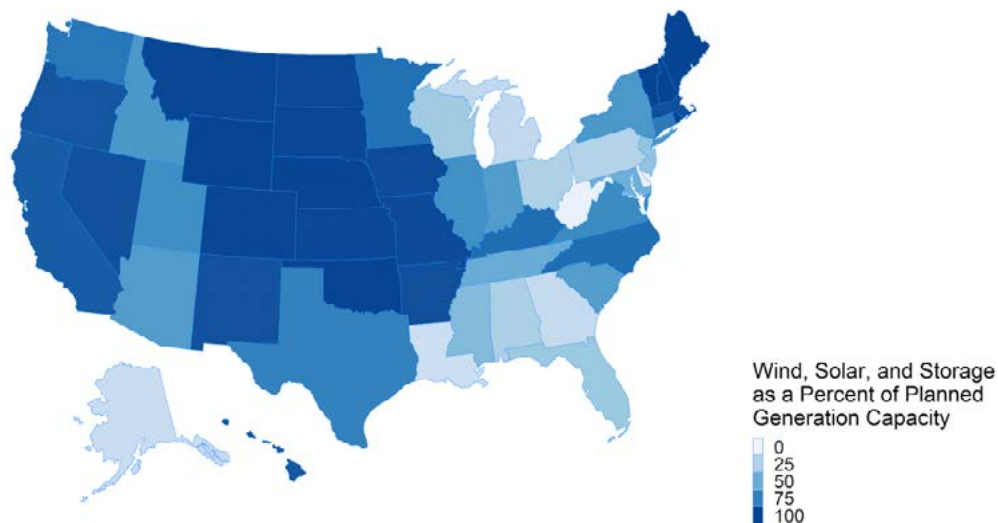 Wind, Solar, and Storage
as a Percent of Planned
Generation Capacity
0
25
50
75
100